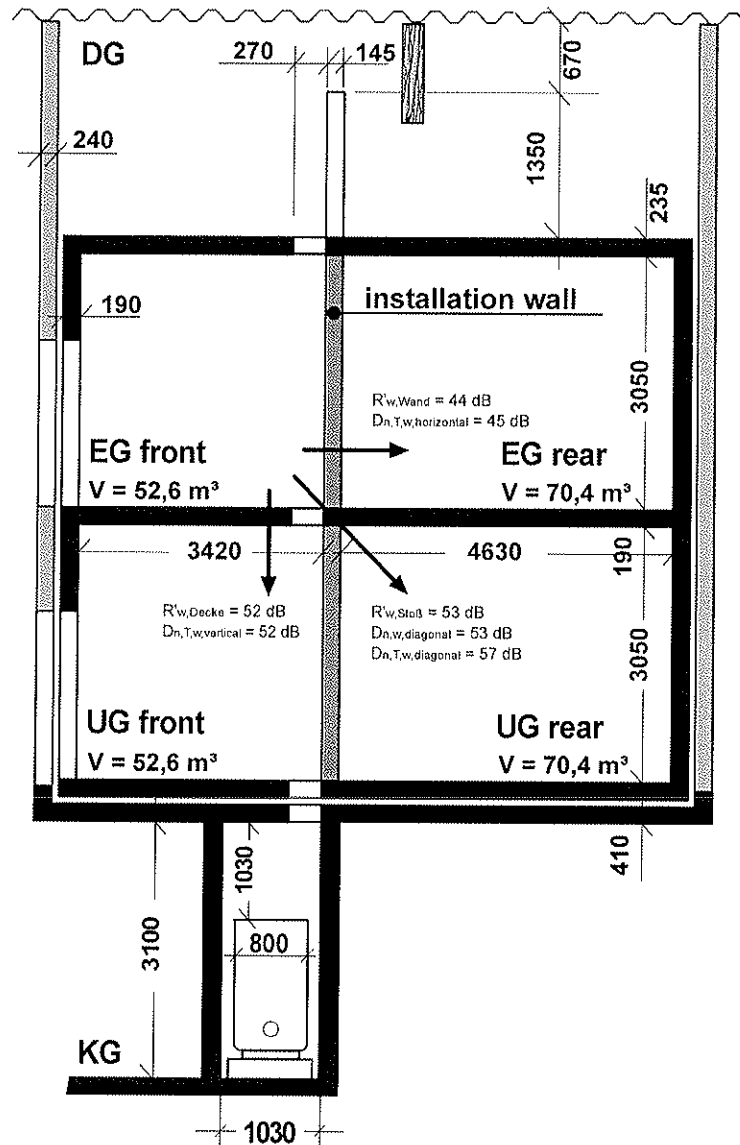 DG
270
145
670
240
1350
235
190
installation wall
3050
R'w,Wand = 44 dB
Dn,T,w,horizontal = 45 dB
EG front
V = 52,6 m³
EG rear
V = 70,4 m³
3420
4630
190
R'w,Decke = 52 dB
Dn,T,w,vertical = 52 dB
R'w,Stoß = 53 dB
Dn,w,diagonal = 53 dB
Dn,T,w,diagonal = 57 dB
3050
UG front
V = 52,6 m³
UG rear
V = 70,4 m³
410
1030
3100
800
KG
1030